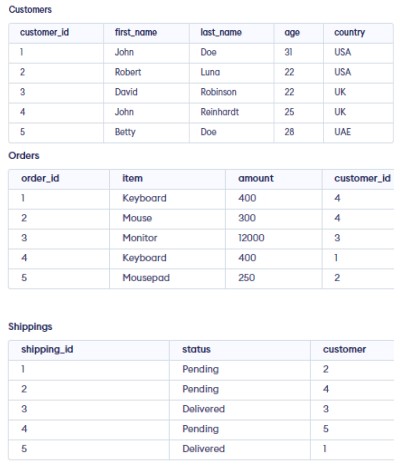 Customers
customer_id first_name last_name age country
1 John Doe 31 USA
2 Robert Luna 22 USA
3 David Robinson 22 UK
4 John Reinhardt 25 UK
5 Betty Doe 28 UAE
Orders
order_id item amount customer_id
1 Keyboard 400 4
2 Mouse 300 4
3 Monitor 12000 3
4 Keyboard 400 1
5 Mousepad 250 2
Shippings
shipping_id status customer
1 Pending 2
2 Pending 4
3 Delivered 3
4 Pending 5
5 Delivered 1